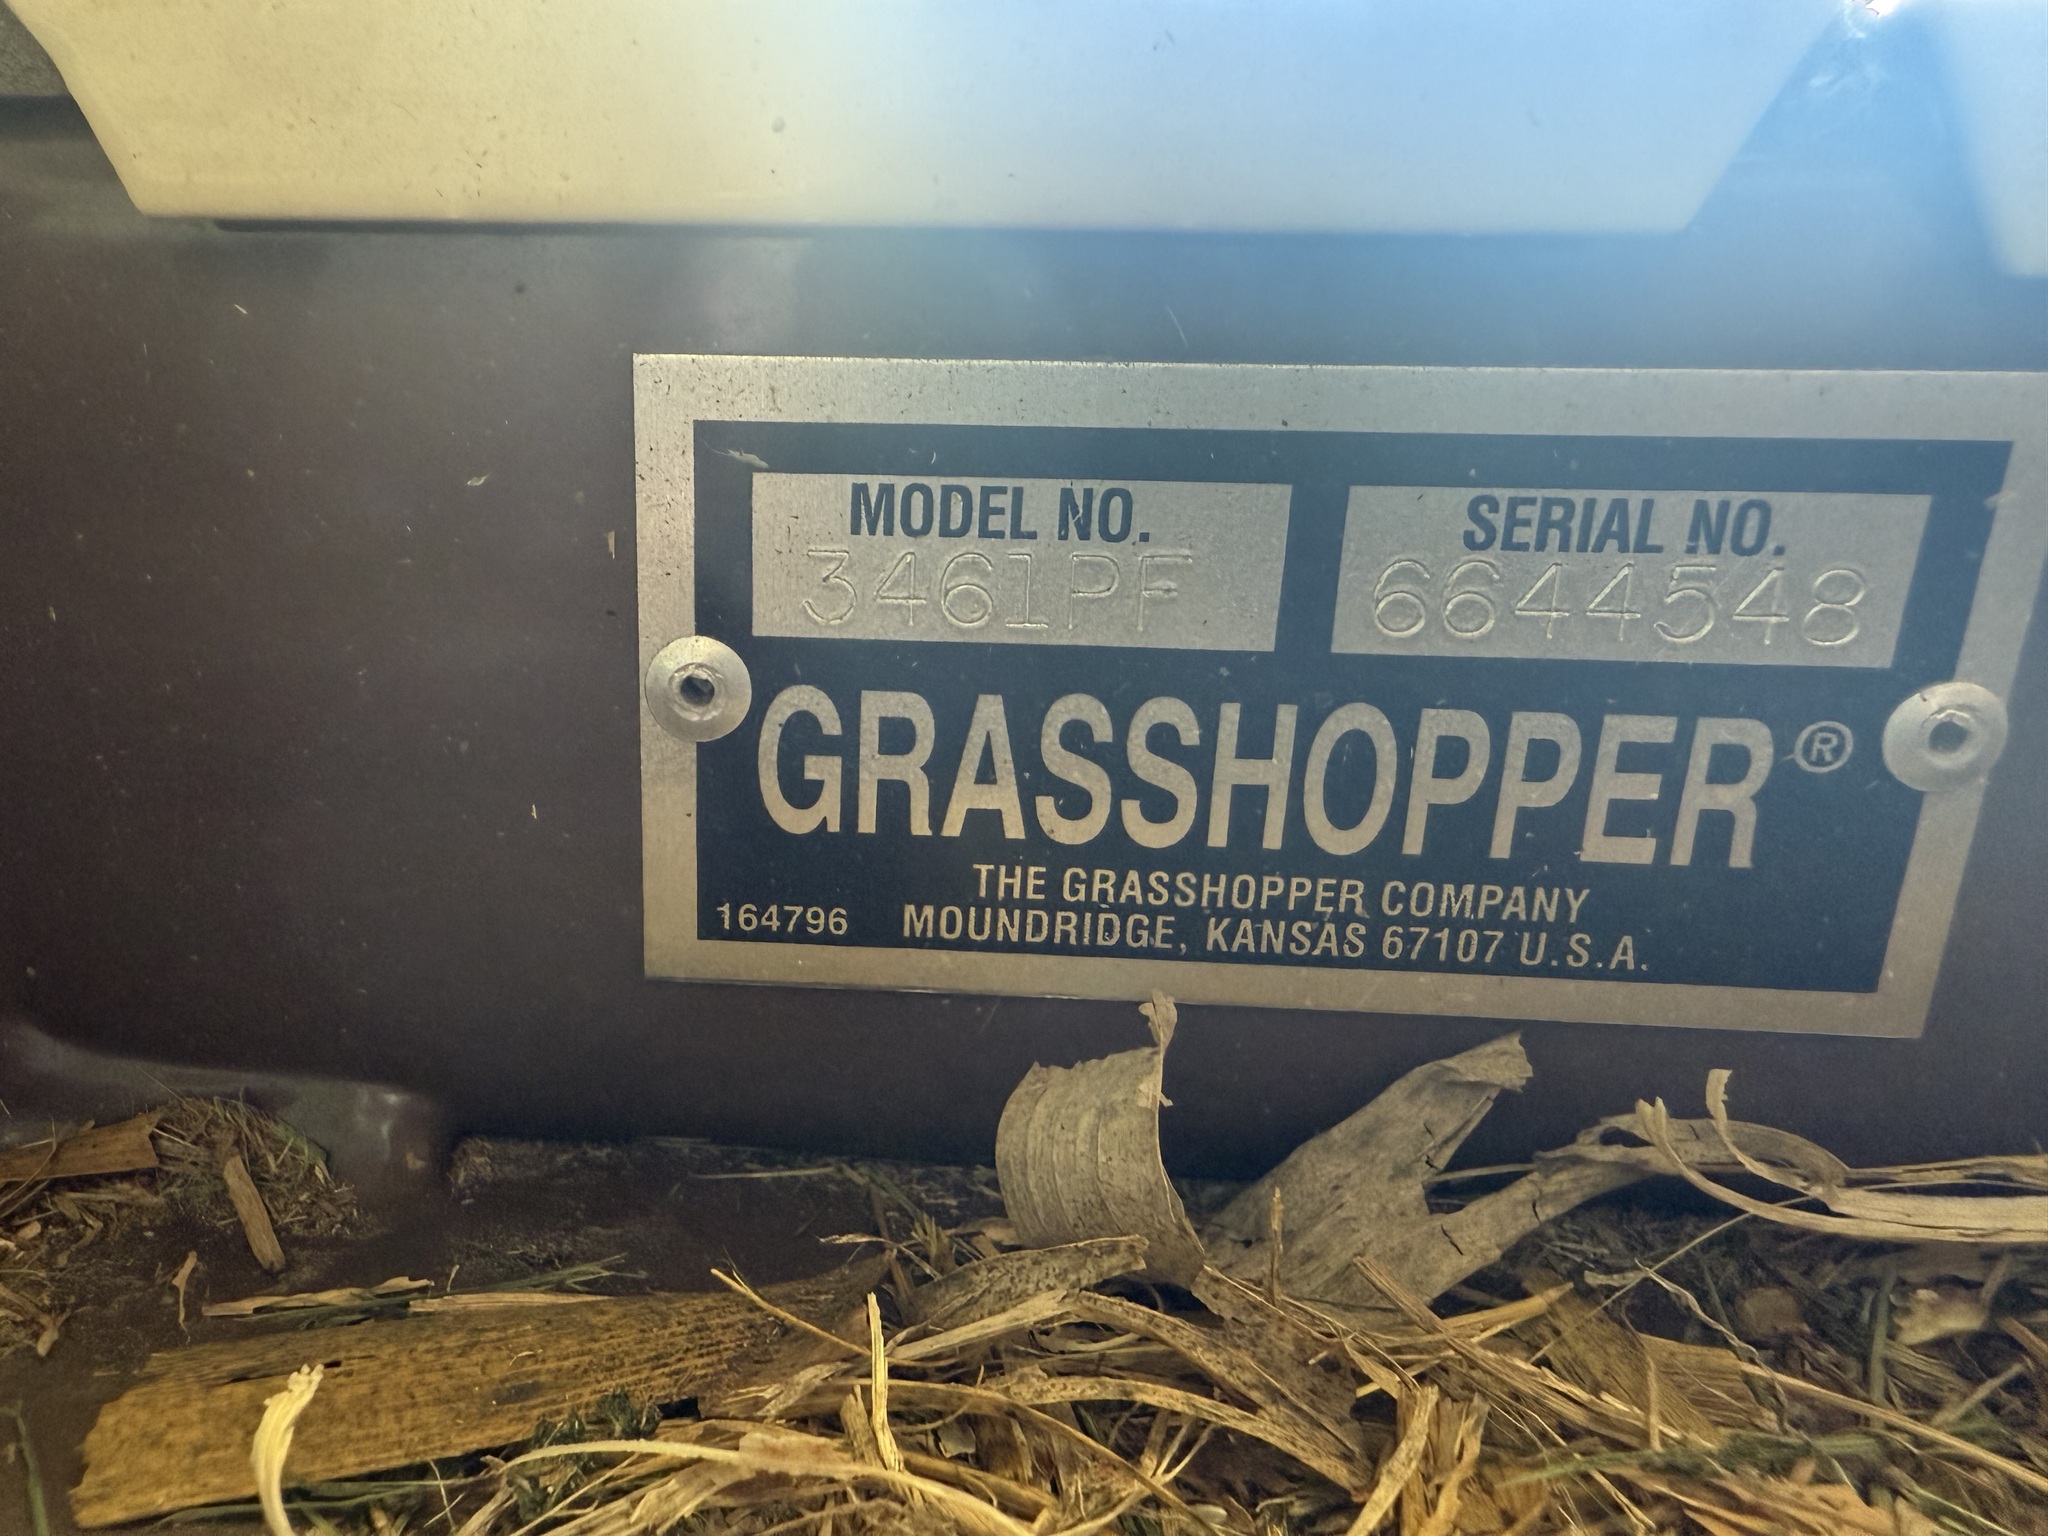 MODEL NO. SERIAL NO.
3461PF 6644548
GRASSHOPPER®
THE GRASSHOPPER COMPANY
164796 MOUNDRIDGE, KANSAS 67107 U.S.A.